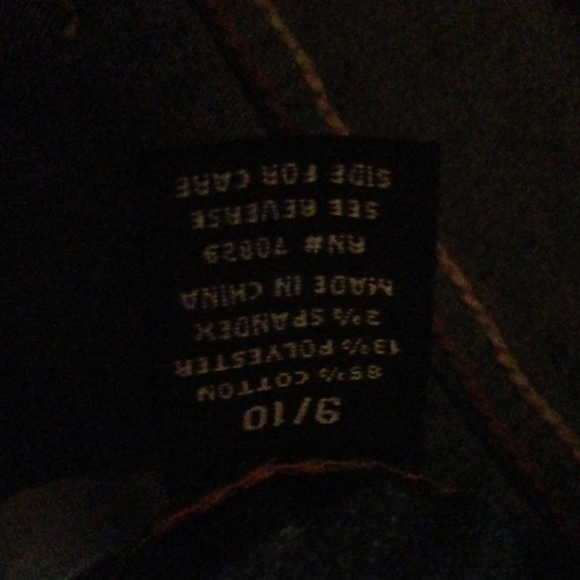 9/10
85% COTTON
13% POLYESTER
2% SPANDEX
MADE IN CHINA
RN# 70829
SEE REVERSE
SIDE FOR CARE